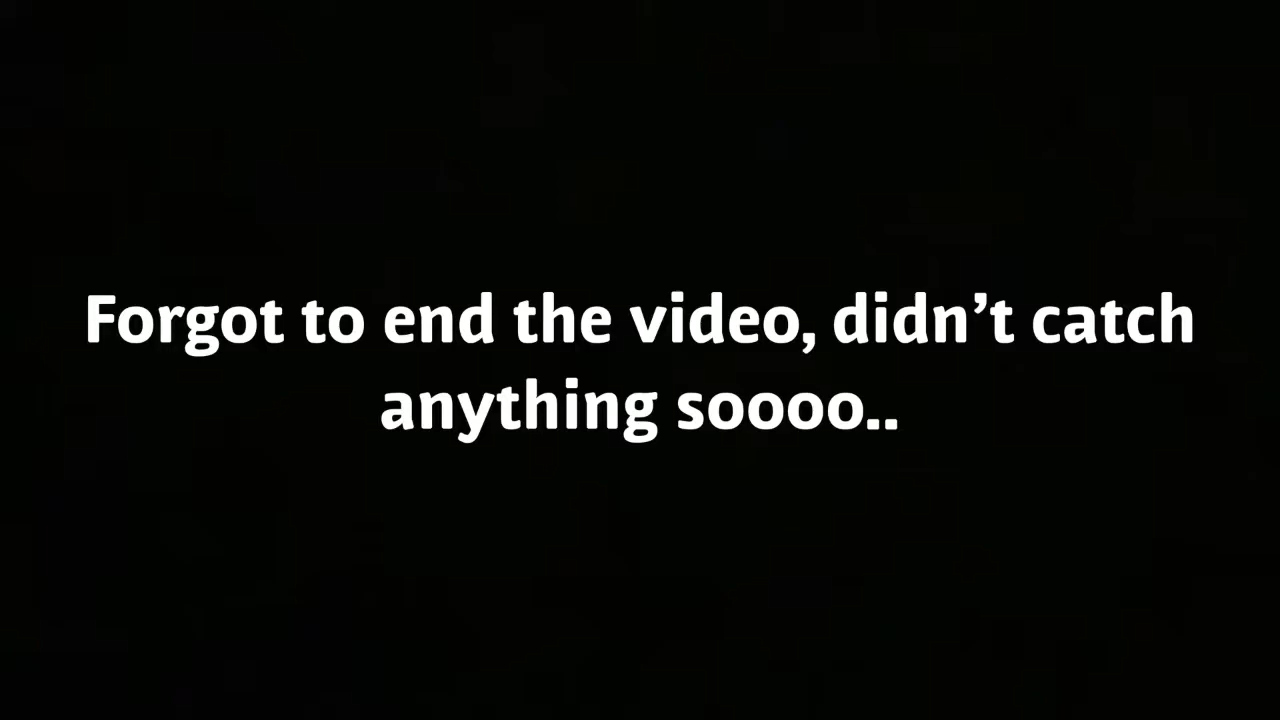 Forgot to end the video, didn’t catch
anything soooo..